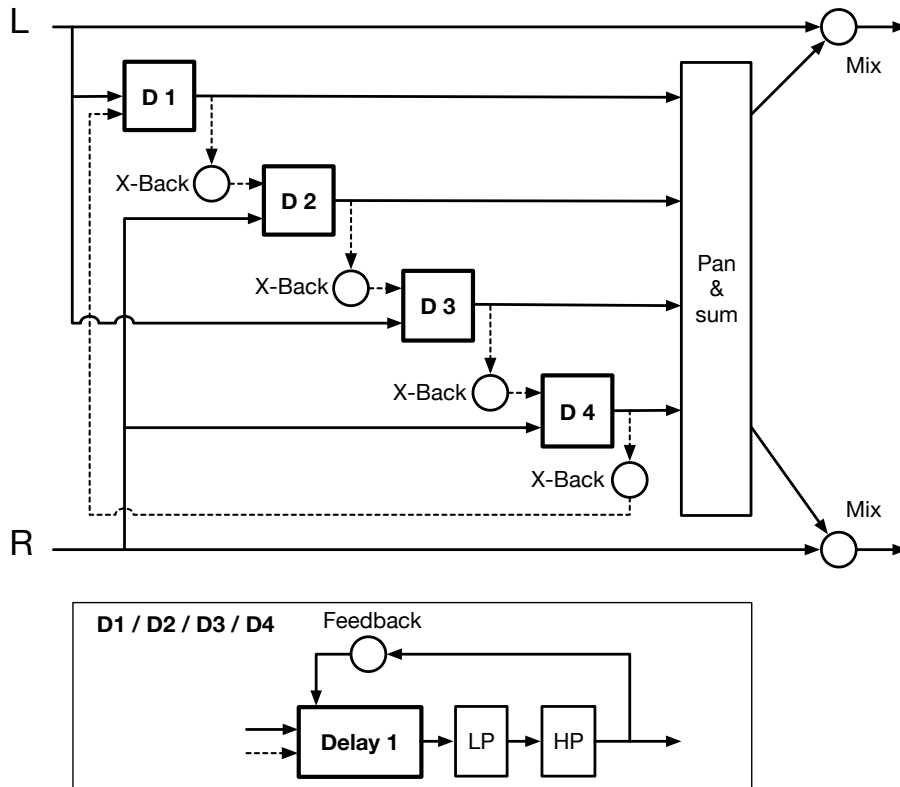 L
Mix
D 1
X-Back
D 2
X-Back
D 3
Pan
&
sum
X-Back
D 4
X-Back
R
Mix
D1 / D2 / D3 / D4
Feedback
Delay 1
LP
HP